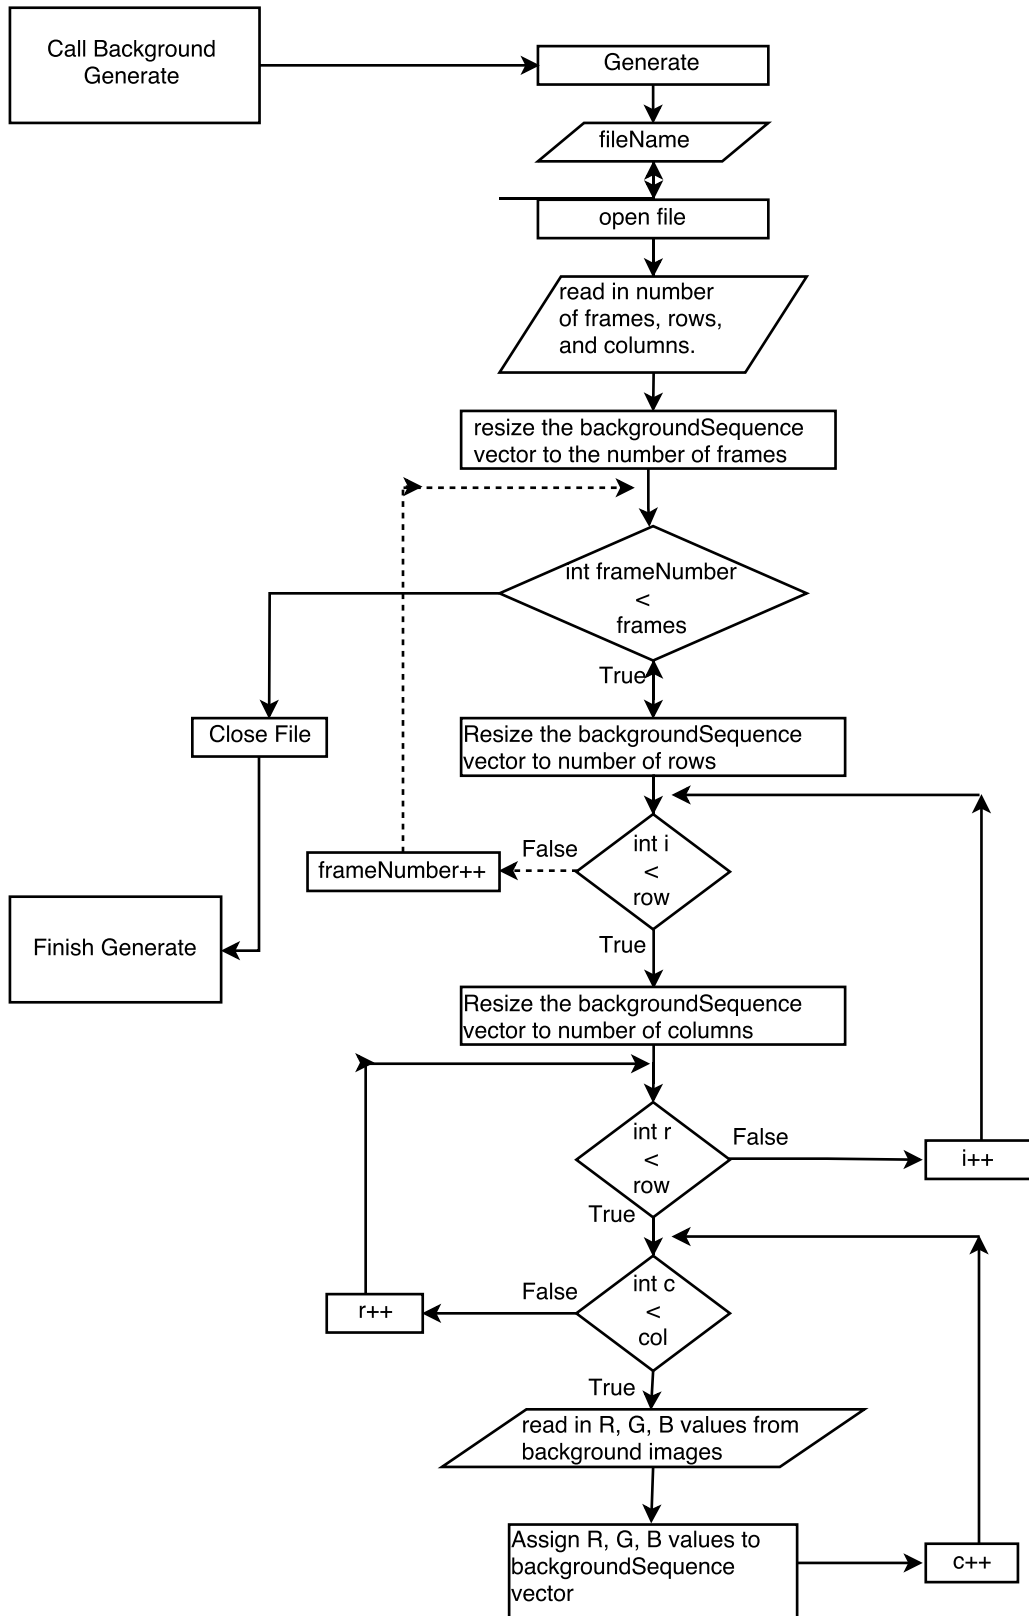 Call Background
Generate
Generate
fileName
open file
read in number
of frames, rows,
and columns.
resize the backgroundSequence
vector to the number of frames
int frameNumber
<
frames
True
Close File
Resize the backgroundSequence
vector to number of rows
False
int i
<
row
frameNumber++
True
Finish Generate
Resize the backgroundSequence
vector to number of columns
int r
<
row
False
i++
True
False
int c
<
col
r++
True
read in R, G, B values from
background images
Assign R, G, B values to
backgroundSequence
vector
c++